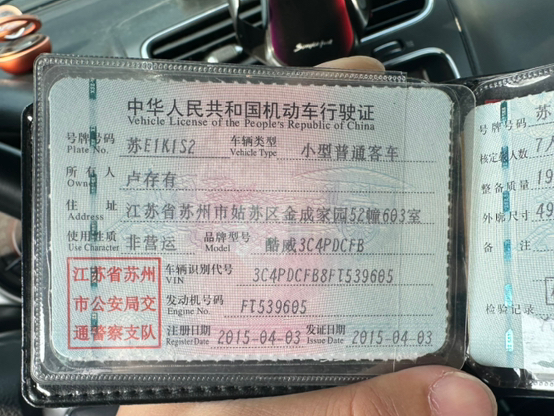 中华人民共和国机动车行驶证
Vehicle License of the People's Republic of China
号牌号码 苏E1K1S2 车辆类型 小型普通客车
Plate No. Vehicle Type
所有人 卢存有
Owner
住址 江苏省苏州市姑苏区金成家园52幢603室
Address
使用性质 非营运 品牌型号 酷威3C4PDCFB
Use Character Model
江苏省苏州
市公安局交
通警察支队
车辆识别代号 3C4PDCFB8FT539605
VIN
发动机号码 FT539605
Engine No.
注册日期 2015-04-03 发证日期 2015-04-03
Register Date Issue Date
号牌号码 苏
核定载人数 7人
整备质量 19
外廓尺寸 49
备注
检验记录